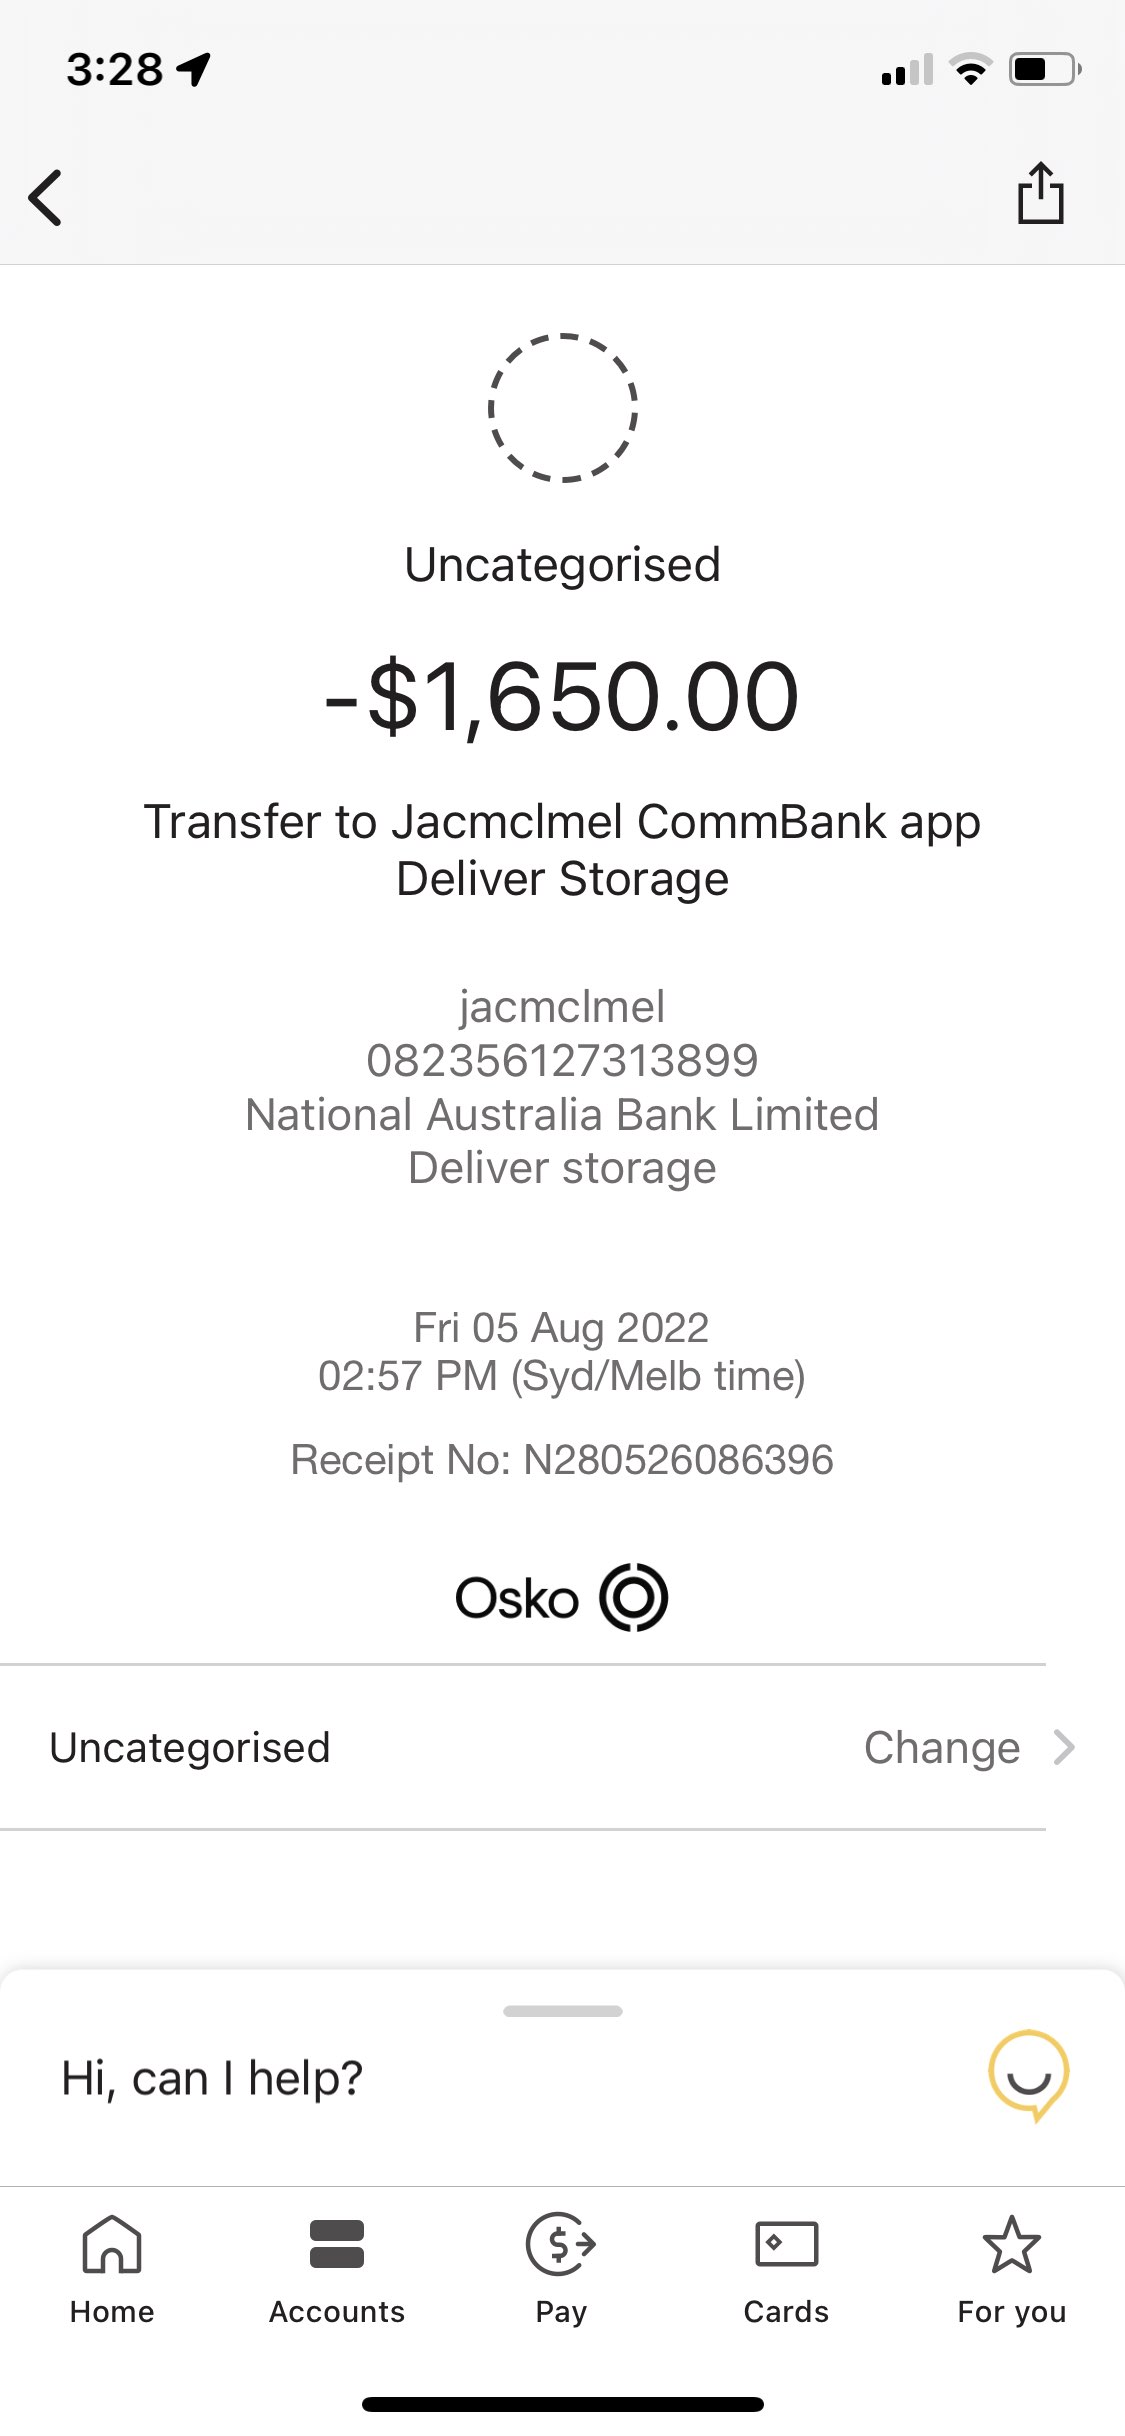 3:28
Uncategorised
-$1,650.00
Transfer to Jacmclmel CommBank app
Deliver Storage
jacmclmel
082356127313899
National Australia Bank Limited
Deliver storage
Fri 05 Aug 2022
02:57 PM (Syd/Melb time)
Receipt No: N280526086396
Osko
Uncategorised Change
Hi, can I help?
Home Accounts Pay Cards For you